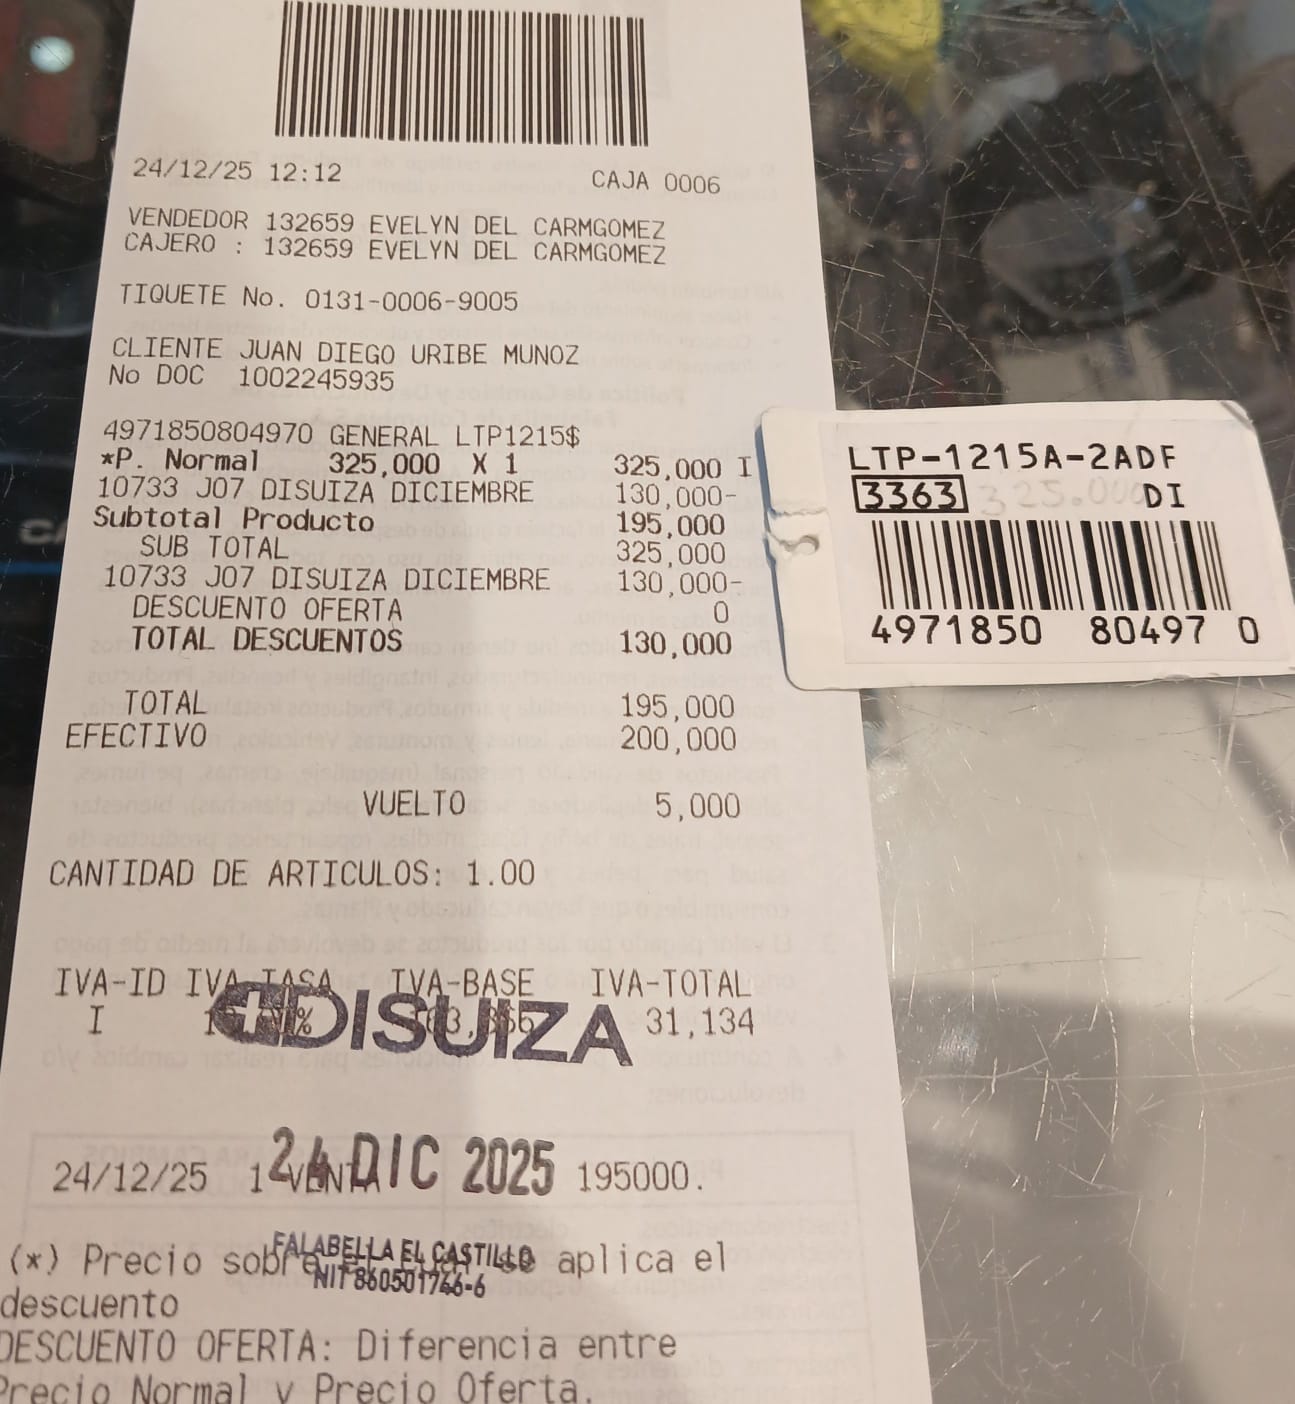 24/12/25 12:12 CAJA 0006
VENDEDOR 132659 EVELYN DEL CARMGOMEZ
CAJERO : 132659 EVELYN DEL CARMGOMEZ
TIQUETE No. 0131-0006-9005
CLIENTE JUAN DIEGO URIBE MUNOZ
No DOC 1002245935
4971850804970 GENERAL LTP1215$
*P. Normal 325,000 X 1 325,000 I
10733 J07 DISUIZA DICIEMBRE 130,000-
Subtotal Producto 195,000
SUB TOTAL 325,000
10733 J07 DISUIZA DICIEMBRE 130,000-
DESCUENTO OFERTA 0
TOTAL DESCUENTOS 130,000
TOTAL 195,000
EFECTIVO 200,000
VUELTO 5,000
CANTIDAD DE ARTICULOS: 1.00
IVA-ID IVA-TASA IVA-BASE IVA-TOTAL
I 31,134
DISUIZA
24 DIC 2025
24/12/25 VENTA 195000.
FALABELLA EL CASTILLO
NIT 860501746-6
(*) Precio sobre aplica el
descuento
DESCUENTO OFERTA: Diferencia entre
Precio Normal y Precio Oferta.
LTP-1215A-2ADF
3363 325.000 DI
4971850 80497 0